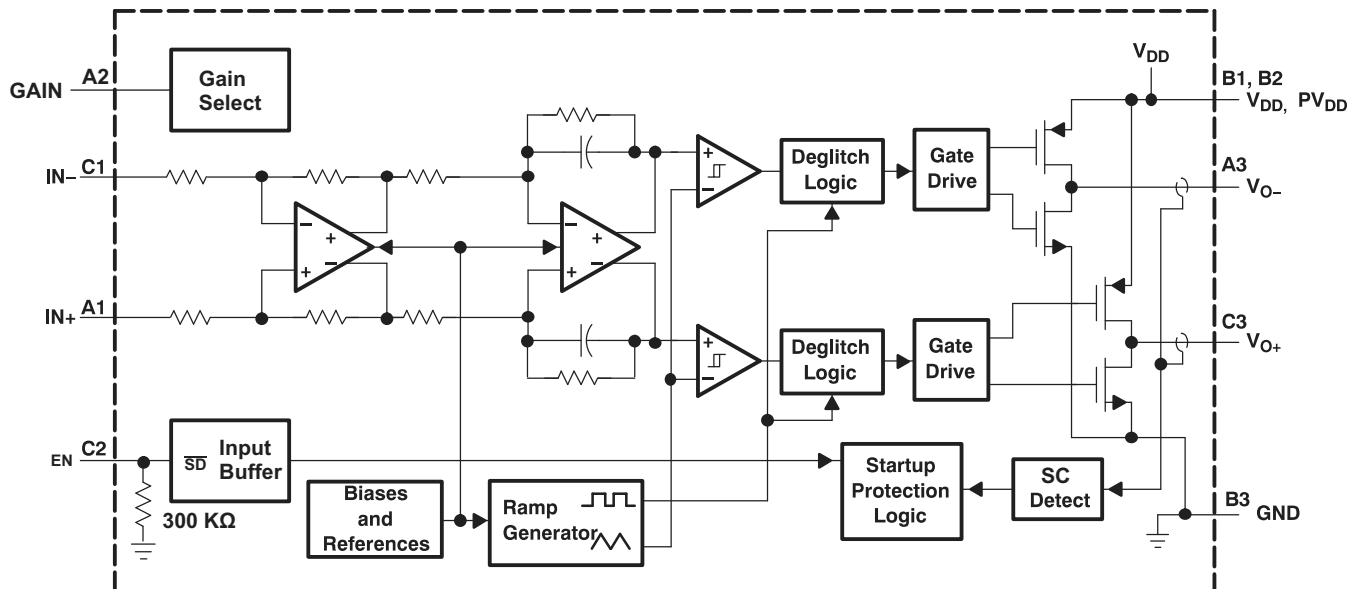 V_DD
B1, B2
V_DD, PV_DD
GAIN
A2
Gain
Select
IN–
C1
+
–
Deglitch
Logic
Gate
Drive
A3
V_O–
–
+
–
+
–
+
–
+
IN+
A1
+
–
Deglitch
Logic
Gate
Drive
C3
V_O+
EN
C2
SD
Input
Buffer
300 KΩ
Biases
and
References
Ramp
Generator
Startup
Protection
Logic
SC
Detect
B3
GND